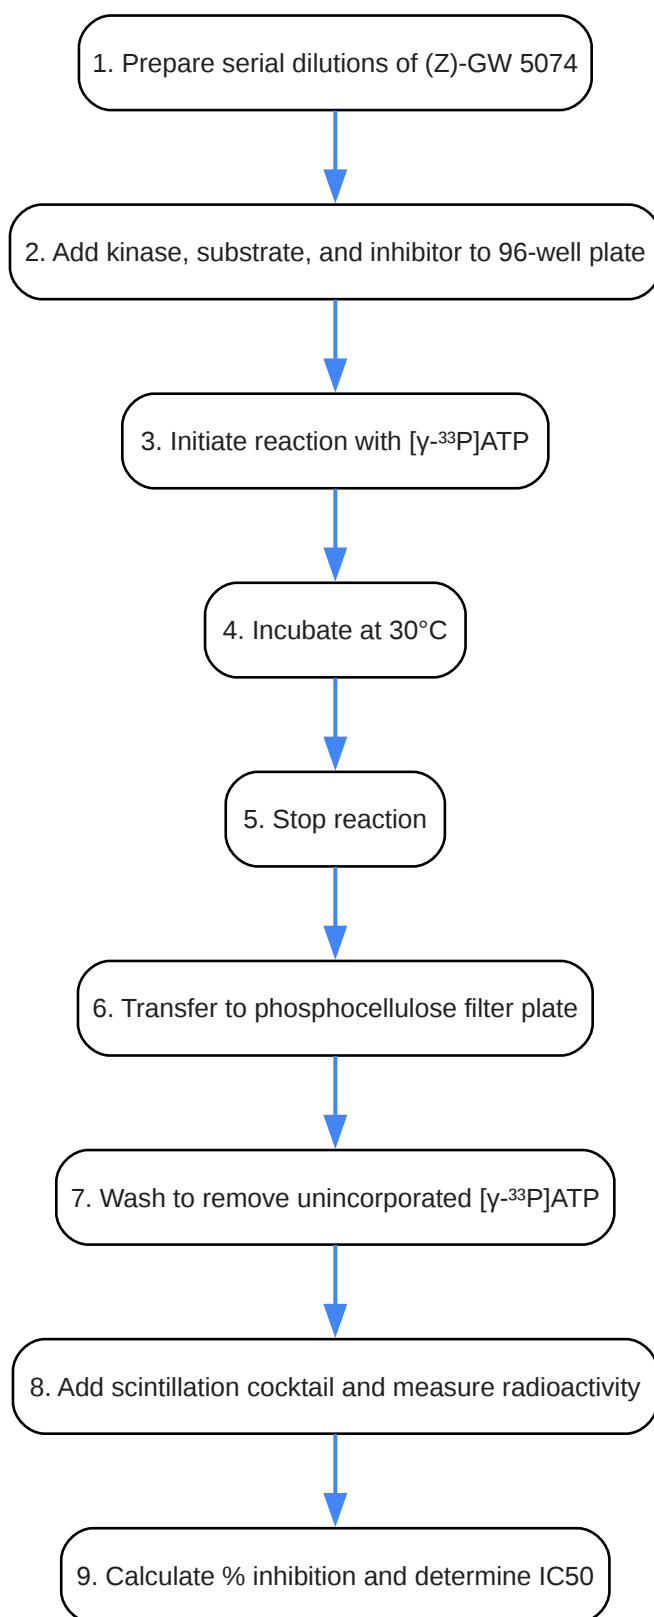 1. Prepare serial dilutions of (Z)-GW 5074
2. Add kinase, substrate, and inhibitor to 96-well plate
3. Initiate reaction with [γ-³³P]ATP
4. Incubate at 30°C
5. Stop reaction
6. Transfer to phosphocellulose filter plate
7. Wash to remove unincorporated [γ-³³P]ATP
8. Add scintillation cocktail and measure radioactivity
9. Calculate % inhibition and determine IC50